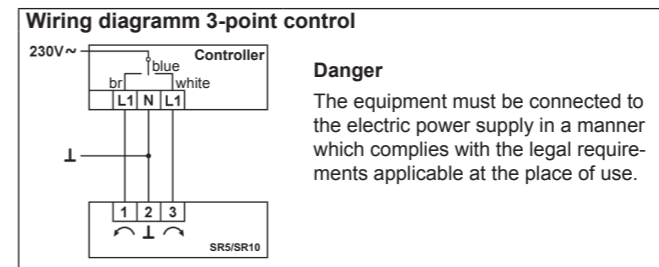 Wiring diagramm 3-point control
230V~
Controller
blue
br
white
L1 N L1
1 2 3
SR5/SR10
Danger
The equipment must be connected to
the electric power supply in a manner
which complies with the legal require-
ments applicable at the place of use.